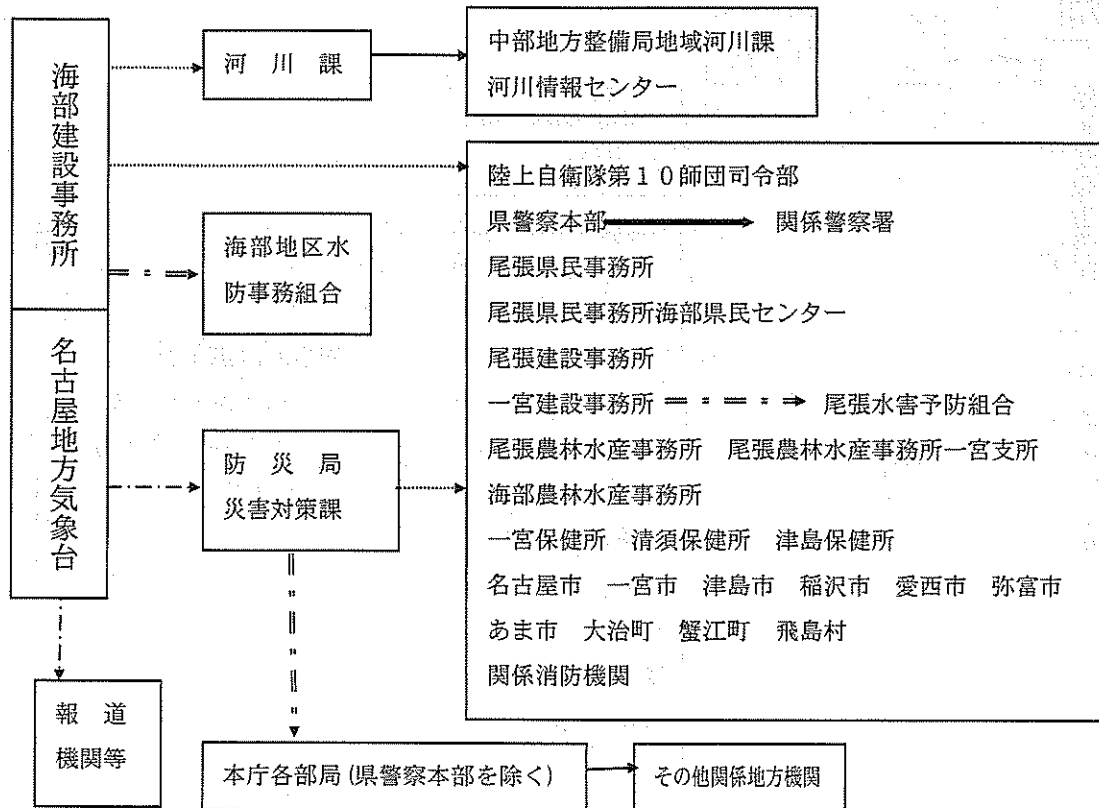 海部建設事務所
名古屋地方気象台
河　川　課
中部地方整備局地域河川課
河川情報センター
海部地区水
防事務組合
防　災　局
災害対策課
陸上自衛隊第１０師団司令部
県警察本部　関係警察署
尾張県民事務所
尾張県民事務所海部県民センター
尾張建設事務所
一宮建設事務所　尾張水害予防組合
尾張農林水産事務所　尾張農林水産事務所一宮支所
海部農林水産事務所
一宮保健所　清須保健所　津島保健所
名古屋市　一宮市　津島市　稲沢市　愛西市　弥富市
あま市　大治町　蟹江町　飛島村
関係消防機関
報　道
機関等
本庁各部局(県警察本部を除く)
その他関係地方機関